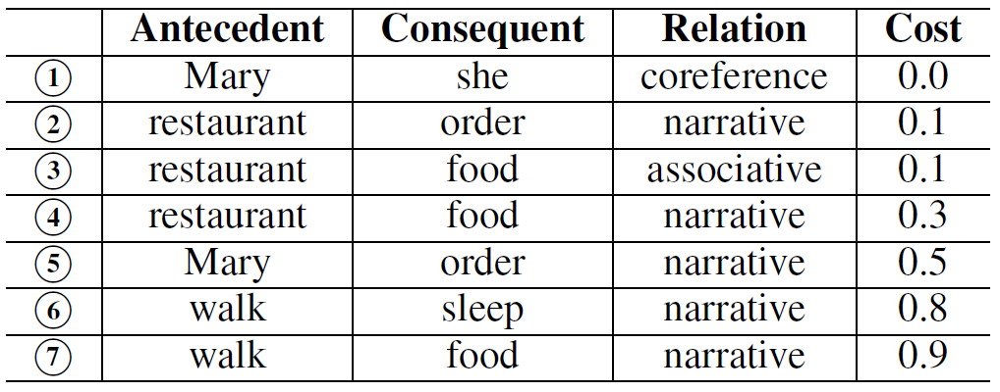 Antecedent Consequent Relation Cost
① Mary she coreference 0.0
② restaurant order narrative 0.1
③ restaurant food associative 0.1
④ restaurant food narrative 0.3
⑤ Mary order narrative 0.5
⑥ walk sleep narrative 0.8
⑦ walk food narrative 0.9